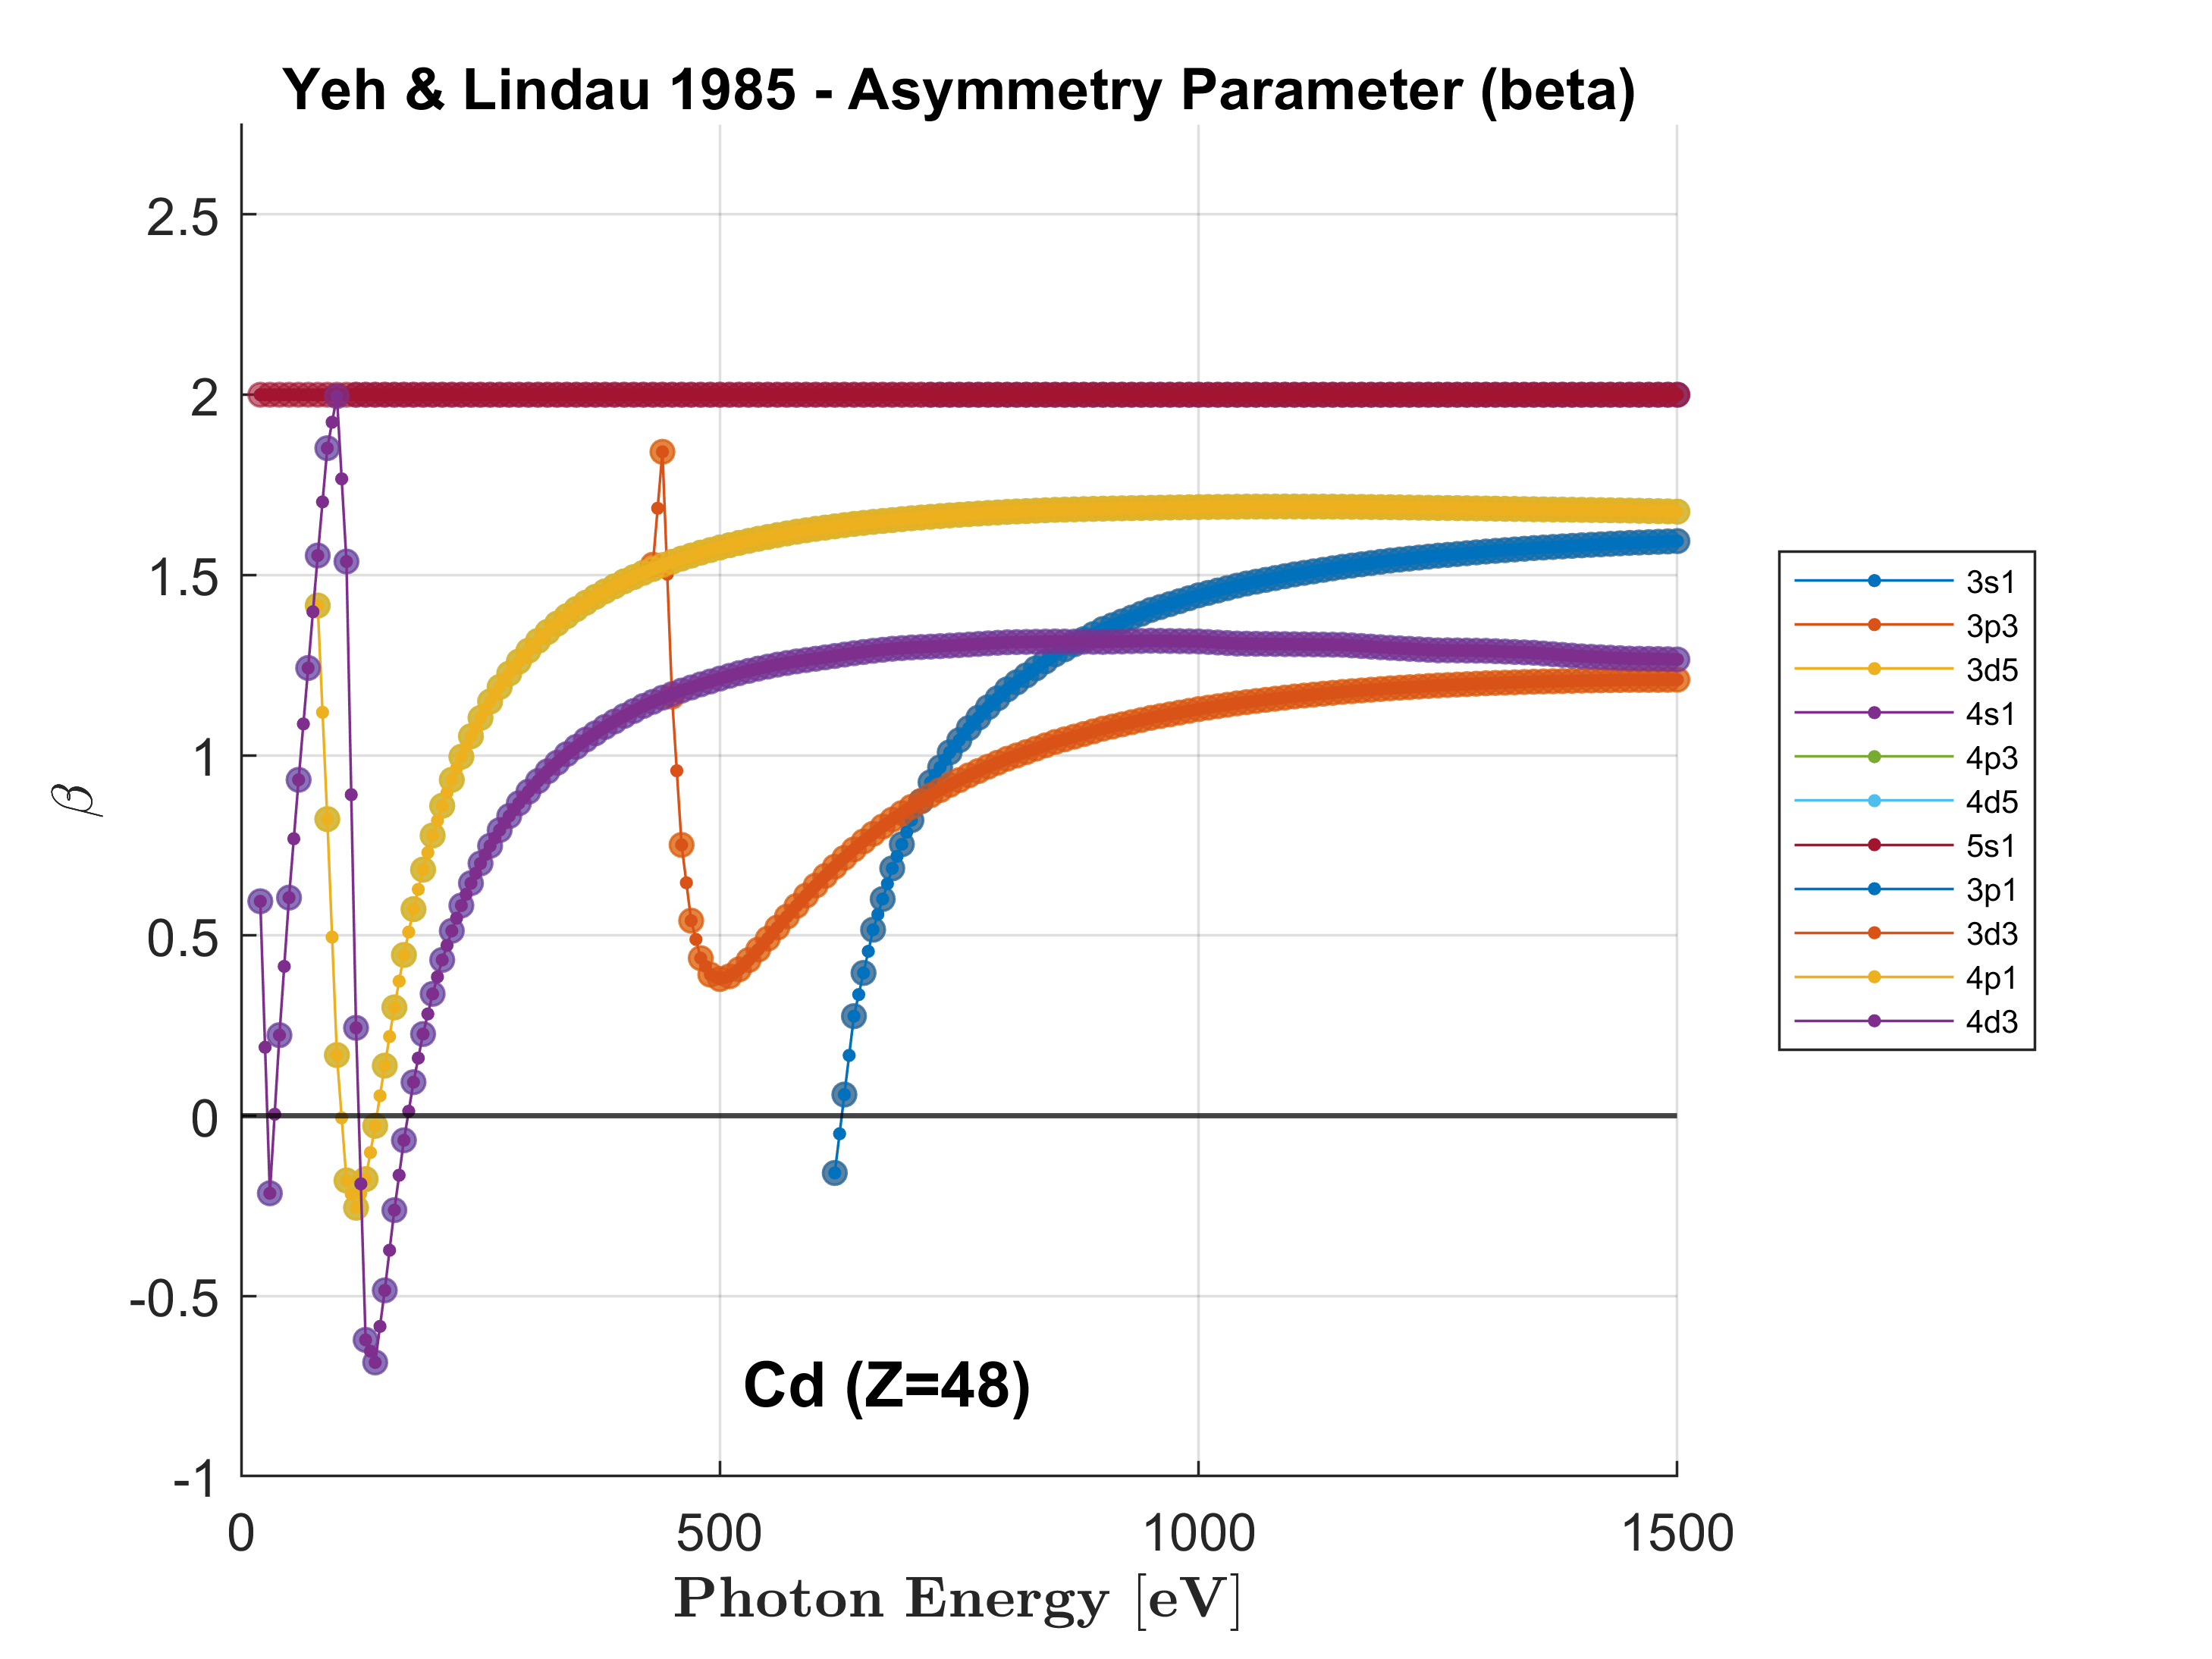 Yeh & Lindau 1985 - Asymmetry Parameter (beta)
2.5
2
1.5
1
0.5
0
-0.5
-1
β
0 500 1000 1500
Photon Energy [eV]
Cd (Z=48)
3s1
3p3
3d5
4s1
4p3
4d5
5s1
3p1
3d3
4p1
4d3